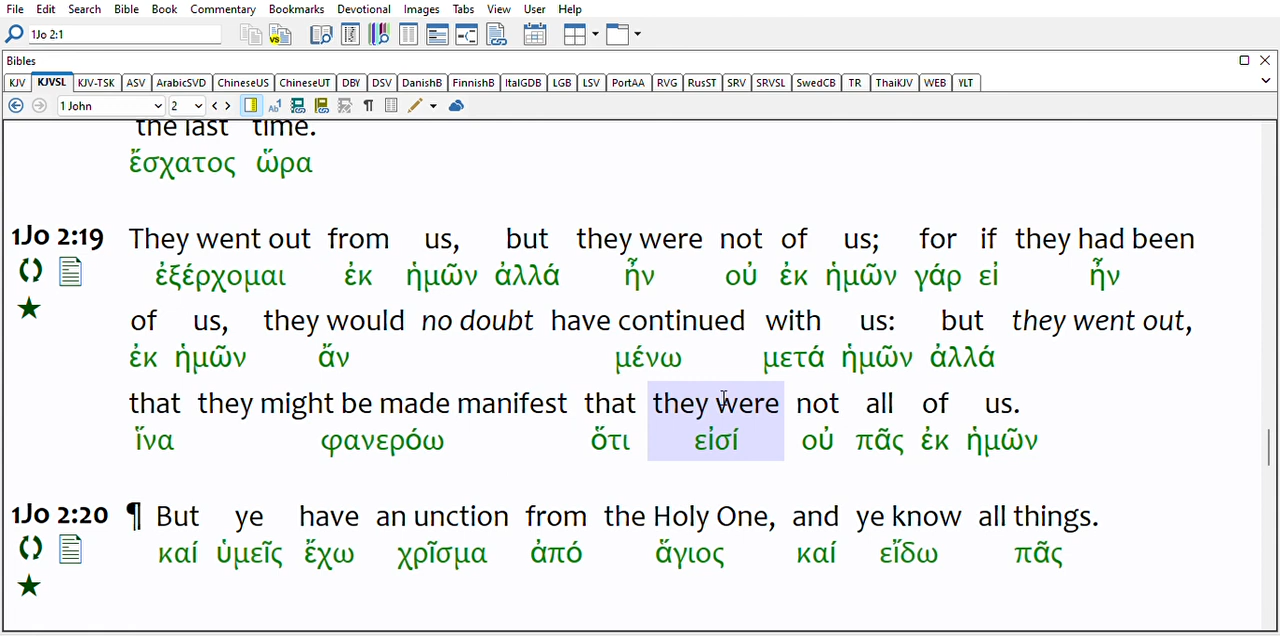 File Edit Search Bible Book Commentary Bookmarks Devotional Images Tabs View User Help
1Jo 2:1
Bibles
KJV KJVSL KJV-TSK ASV ArabicSVD ChineseUS ChineseUT DBY DSV DanishB FinnishB ItalGDB LGB LSV PortAA RVG RusST SRV SRVSL SwedCB TR ThaiKJV WEB YLT
1 John 2
the last time.
ἔσχατος ὥρα
1Jo 2:19 They went out from us, but they were not of us; for if they had been
ἐξέρχομαι ἐκ ἡμῶν ἀλλά ἦν οὐ ἐκ ἡμῶν γάρ εἰ ἦν
of us, they would no doubt have continued with us: but they went out,
ἐκ ἡμῶν ἄν μένω μετά ἡμῶν ἀλλά
that they might be made manifest that they were not all of us.
ἵνα φανερόω ὅτι εἰσί οὐ πᾶς ἐκ ἡμῶν
1Jo 2:20 ¶ But ye have an unction from the Holy One, and ye know all things.
καί ὑμεῖς ἔχω χρῖσμα ἀπό ἅγιος καί εἴδω πᾶς